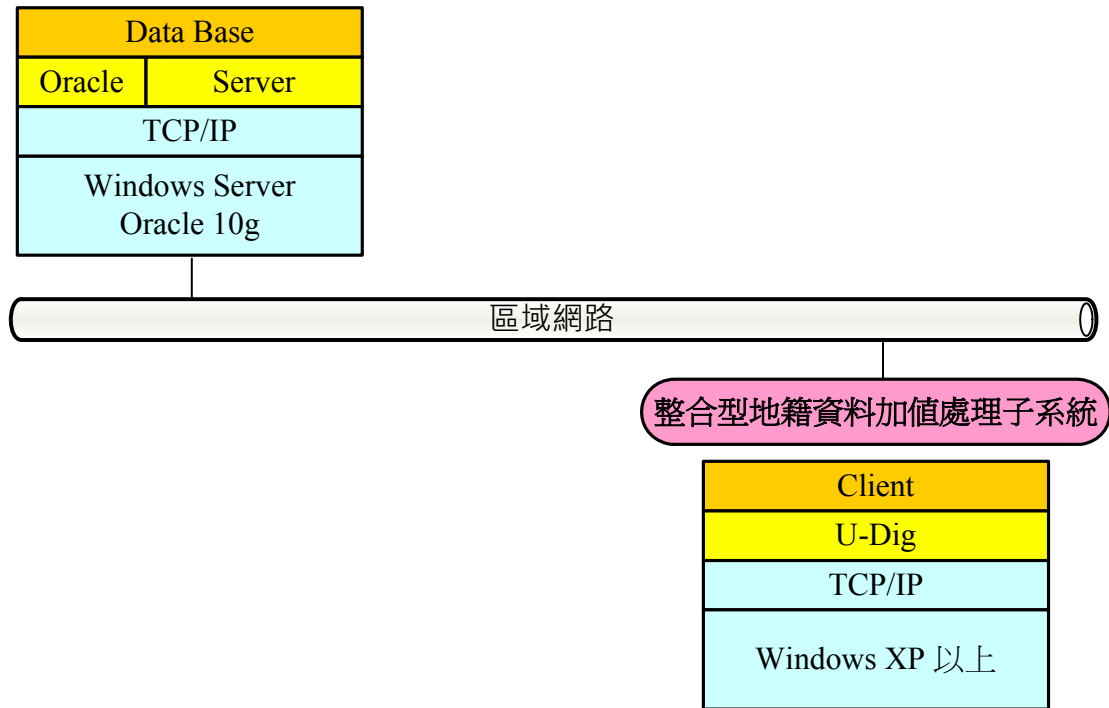 Data Base
Oracle Server
TCP/IP
Windows Server
Oracle 10g
區域網路
整合型地籍資料加值處理子系統
Client
U-Dig
TCP/IP
Windows XP 以上